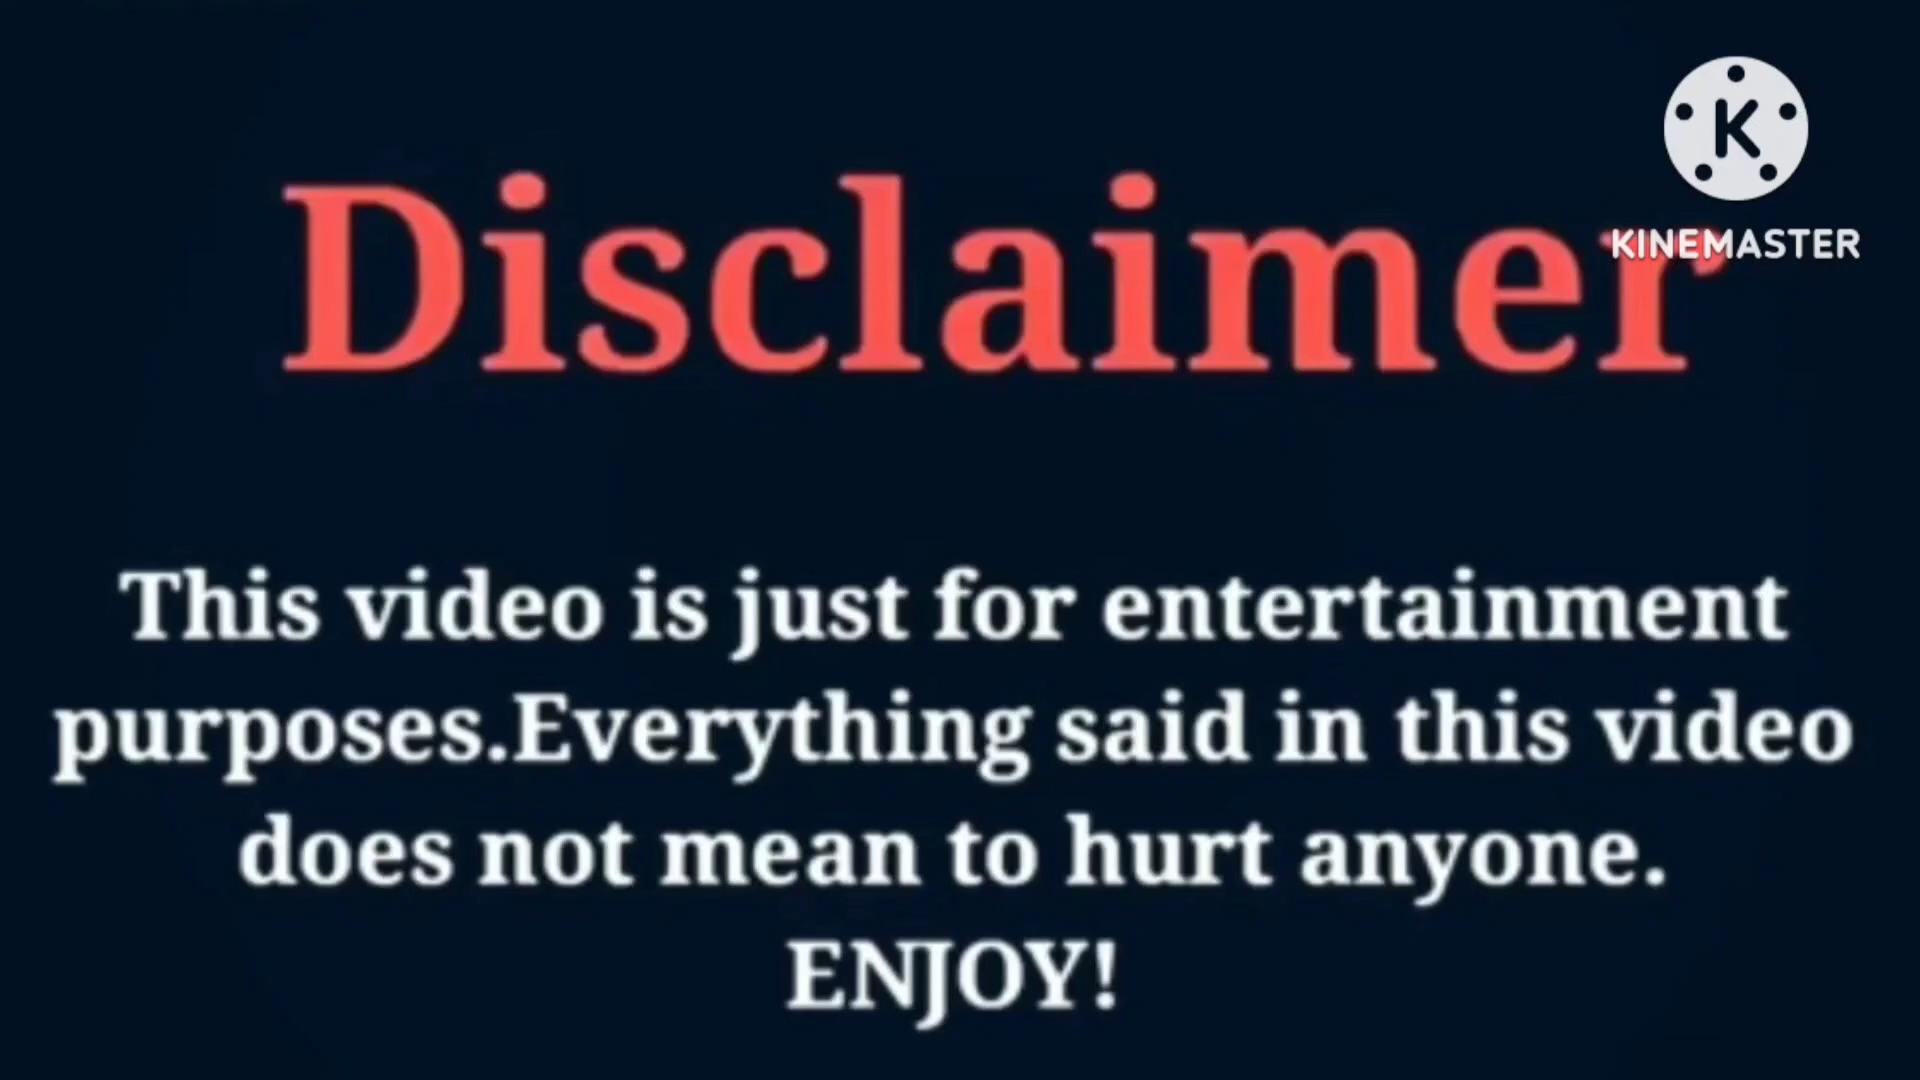 K
KINEMASTER
Disclaimer
This video is just for entertainment
purposes.Everything said in this video
does not mean to hurt anyone.
ENJOY!